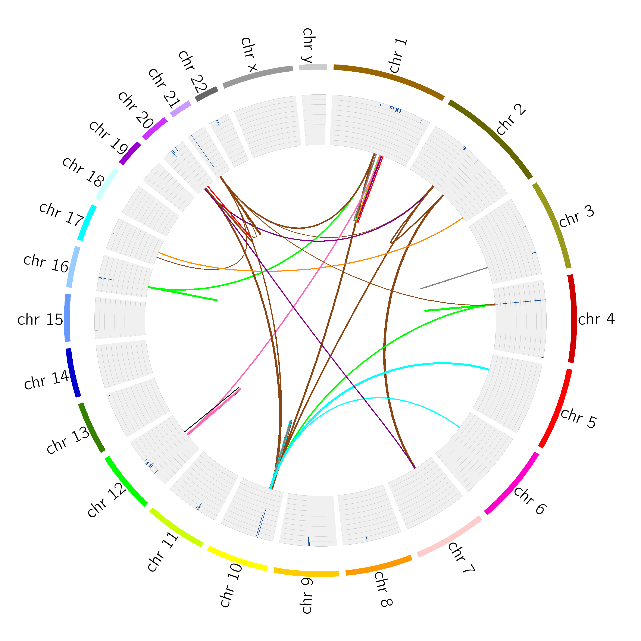 chr 1
chr 2
chr 3
chr 4
chr 5
chr 6
chr 7
chr 8
chr 9
chr 10
chr 11
chr 12
chr 13
chr 14
chr 15
chr 16
chr 17
chr 18
chr 19
chr 20
chr 21
chr 22
chr x
chr y